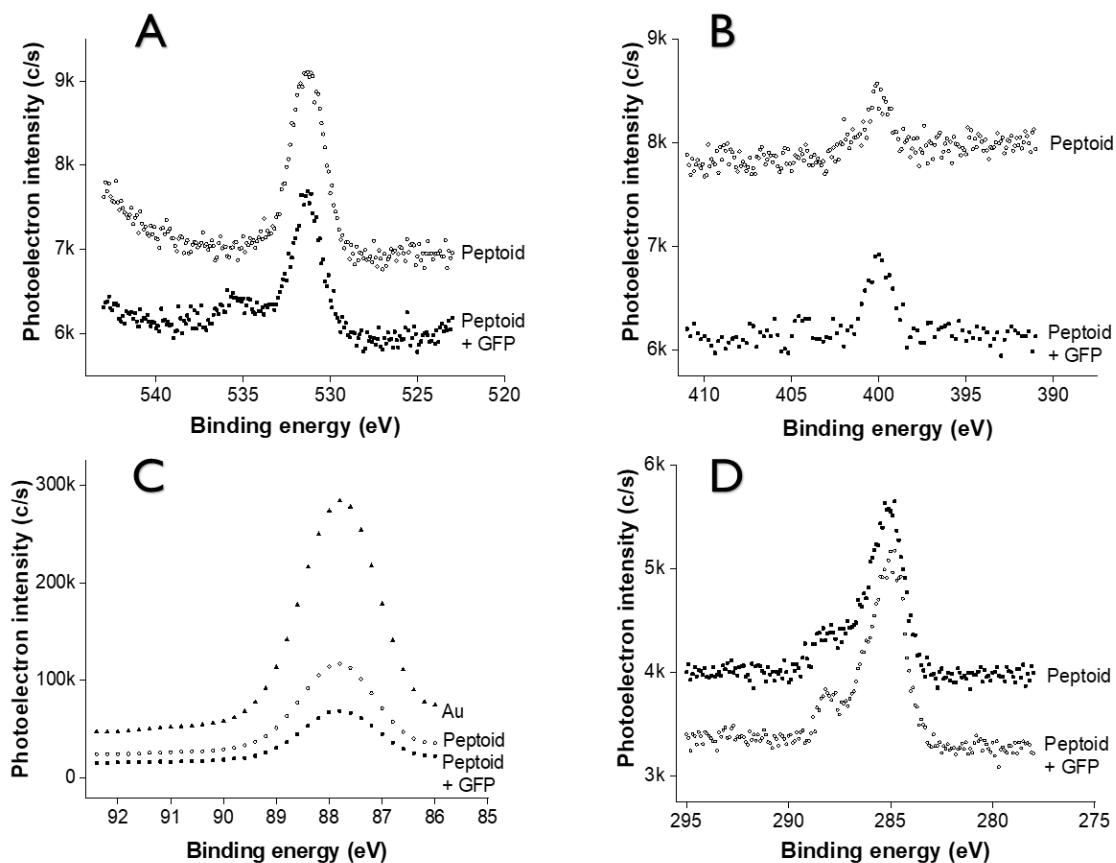 A
Photoelectron intensity (c/s)
9k
8k
7k
6k
Peptoid
Peptoid
+ GFP
540
535
530
525
520
Binding energy (eV)
B
Photoelectron intensity (c/s)
9k
8k
7k
6k
Peptoid
Peptoid
+ GFP
410
405
400
395
390
Binding energy (eV)
C
Photoelectron intensity (c/s)
300k
200k
100k
0
Au
Peptoid
Peptoid
+ GFP
92
91
90
89
88
87
86
85
Binding energy (eV)
D
Photoelectron intensity (c/s)
6k
5k
4k
3k
Peptoid
Peptoid
+ GFP
295
290
285
280
275
Binding energy (eV)